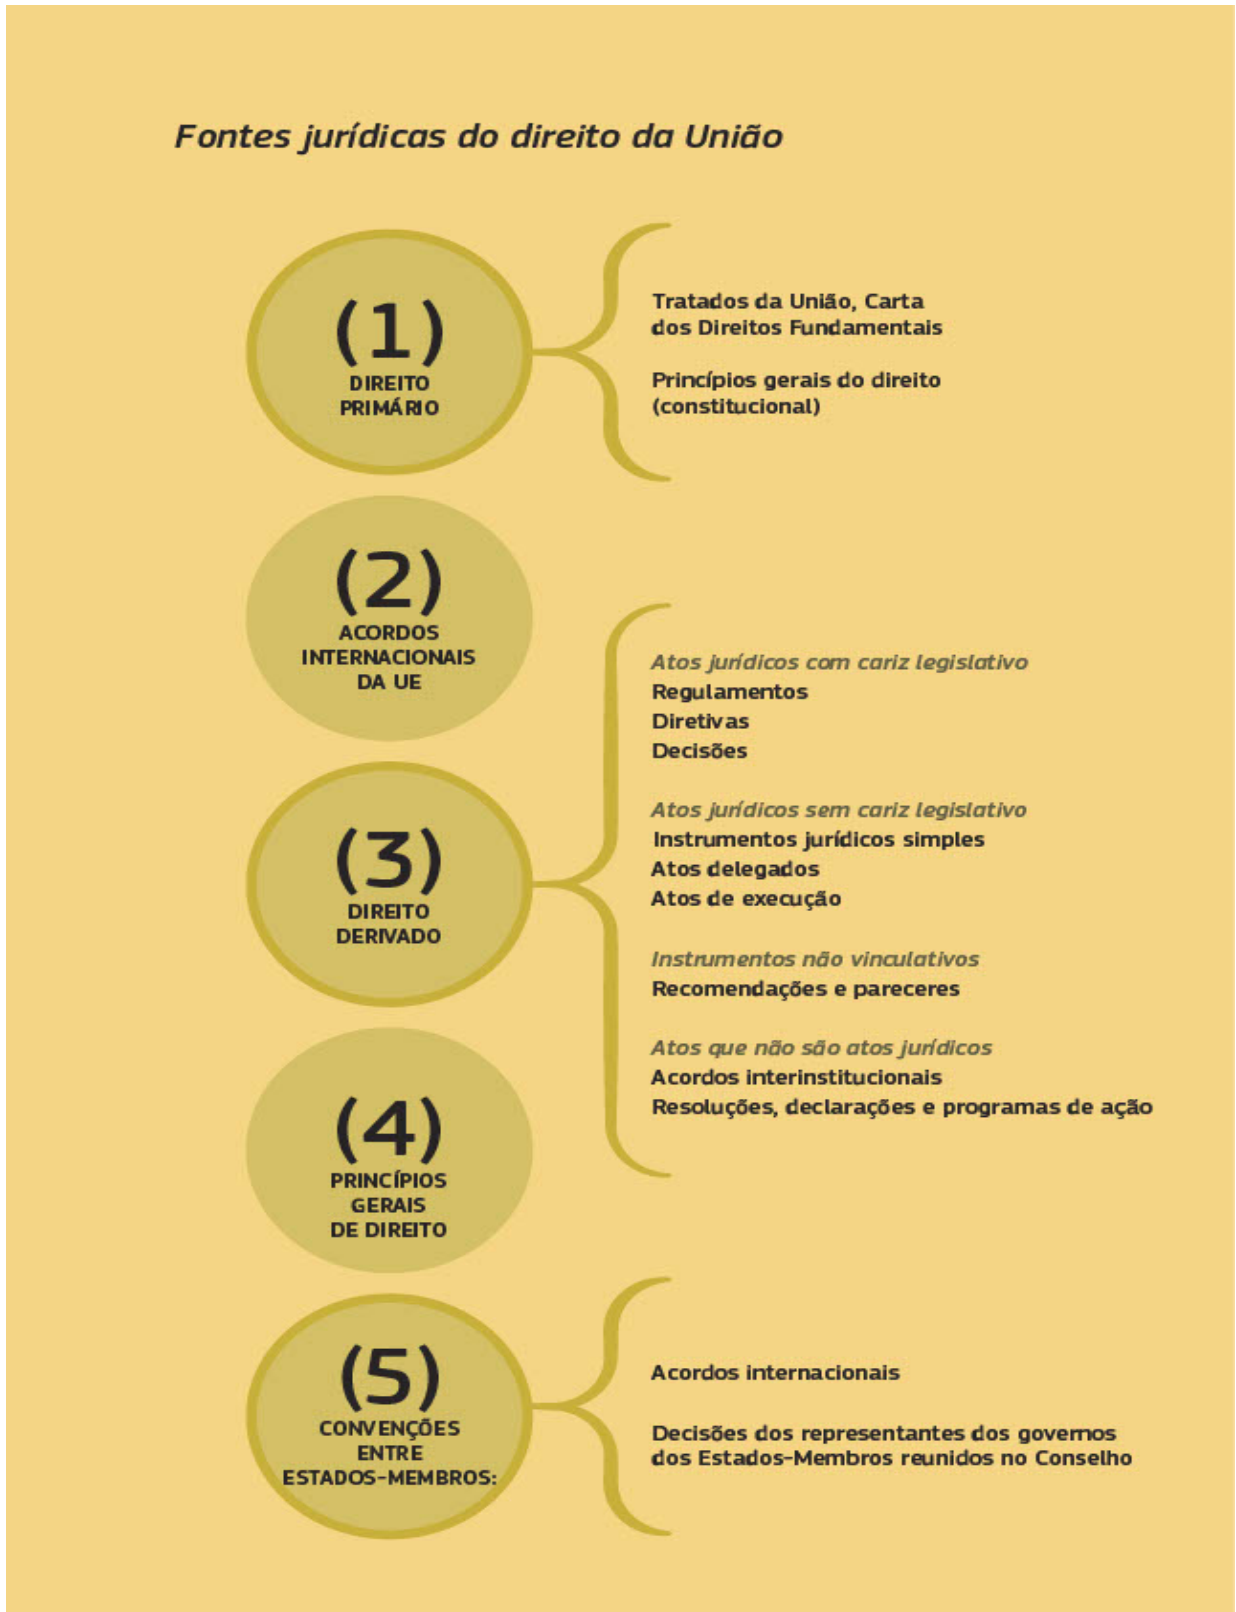 Fontes jurídicas do direito da União
(1)
DIREITO
PRIMÁRIO
Tratados da União, Carta
dos Direitos Fundamentais
Princípios gerais do direito
(constitucional)
(2)
ACORDOS
INTERNACIONAIS
DA UE
(3)
DIREITO
DERIVADO
Atos jurídicos com cariz legislativo
Regulamentos
Diretivas
Decisões
Atos jurídicos sem cariz legislativo
Instrumentos jurídicos simples
Atos delegados
Atos de execução
Instrumentos não vinculativos
Recomendações e pareceres
Atos que não são atos jurídicos
Acordos interinstitucionais
Resoluções, declarações e programas de ação
(4)
PRINCÍPIOS
GERAIS
DE DIREITO
(5)
CONVENÇÕES
ENTRE
ESTADOS-MEMBROS:
Acordos internacionais
Decisões dos representantes dos governos
dos Estados-Membros reunidos no Conselho